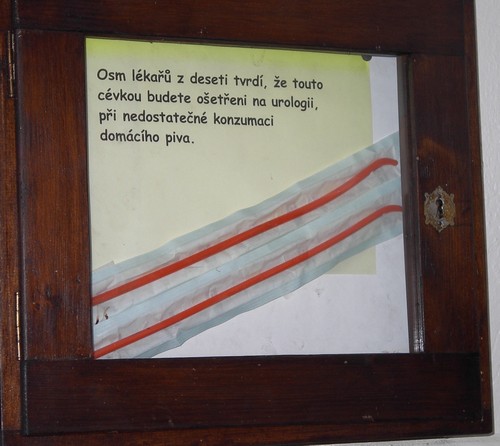 Osm lékařů z deseti tvrdí, že touto
cévkou budete ošetřeni na urologii,
při nedostatečné konzumaci
domácího piva.